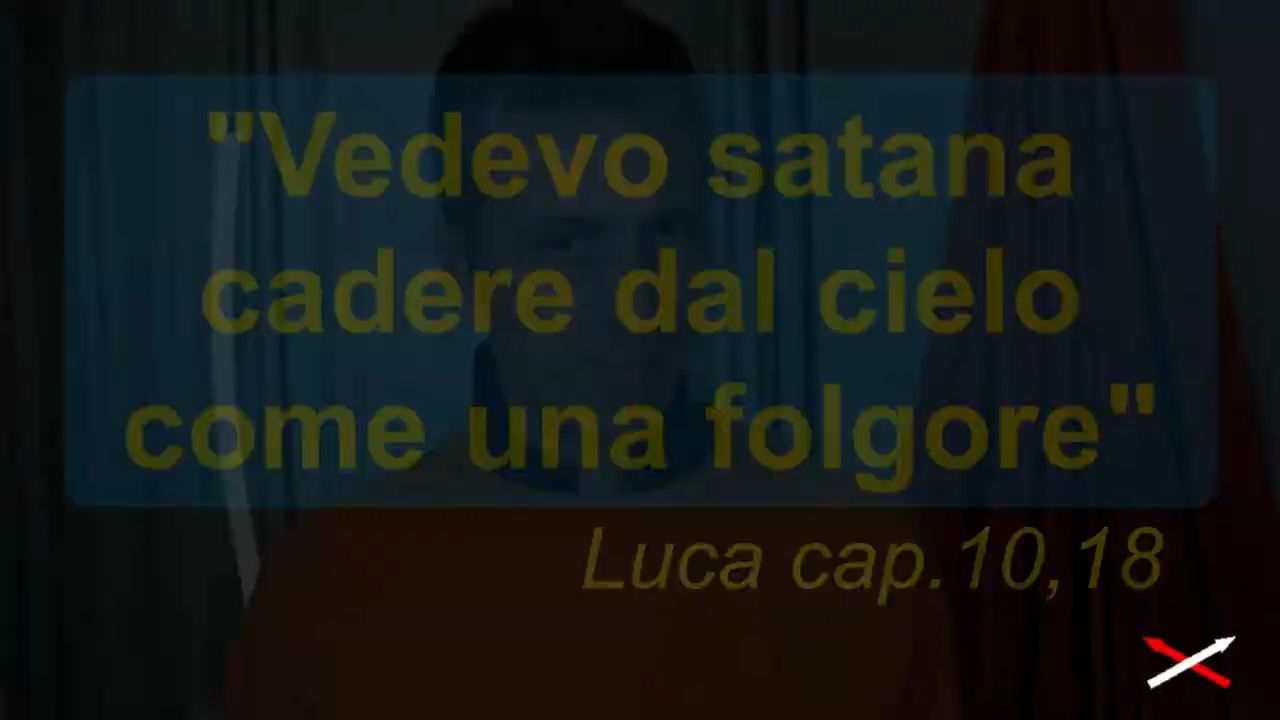 "Vedevo satana
cadere dal cielo
come una folgore"
Luca cap.10,18